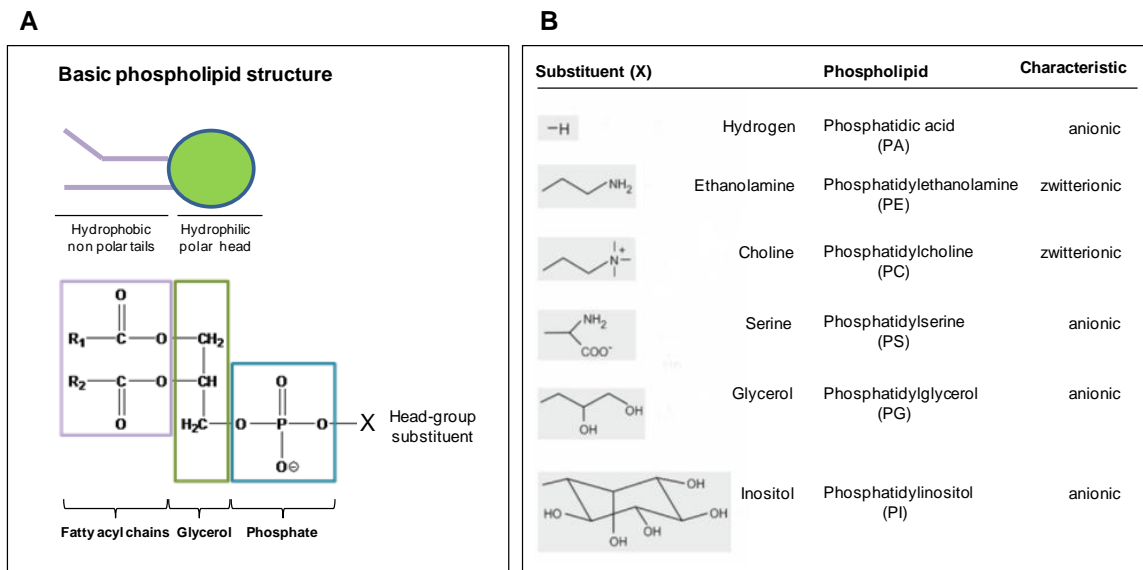 A
Basic phospholipid structure
Hydrophobic
non polar tails
Hydrophilic
polar head
O
R₁ C O CH₂
R₂ C O CH O
O H₂C O P O X
O⊖
Head-group
substituent
Fatty acyl chains Glycerol Phosphate
B
Substituent (X) Phospholipid Characteristic
–H Hydrogen Phosphatidic acid anionic
(PA)
NH₂ Ethanolamine Phosphatidylethanolamine zwitterionic
(PE)
N⁺ Choline Phosphatidylcholine zwitterionic
(PC)
NH₂ Serine Phosphatidylserine anionic
COO⁻ (PS)
OH Glycerol Phosphatidylglycerol anionic
OH (PG)
OH Inositol Phosphatidylinositol anionic
HO OH OH (PI)
OH